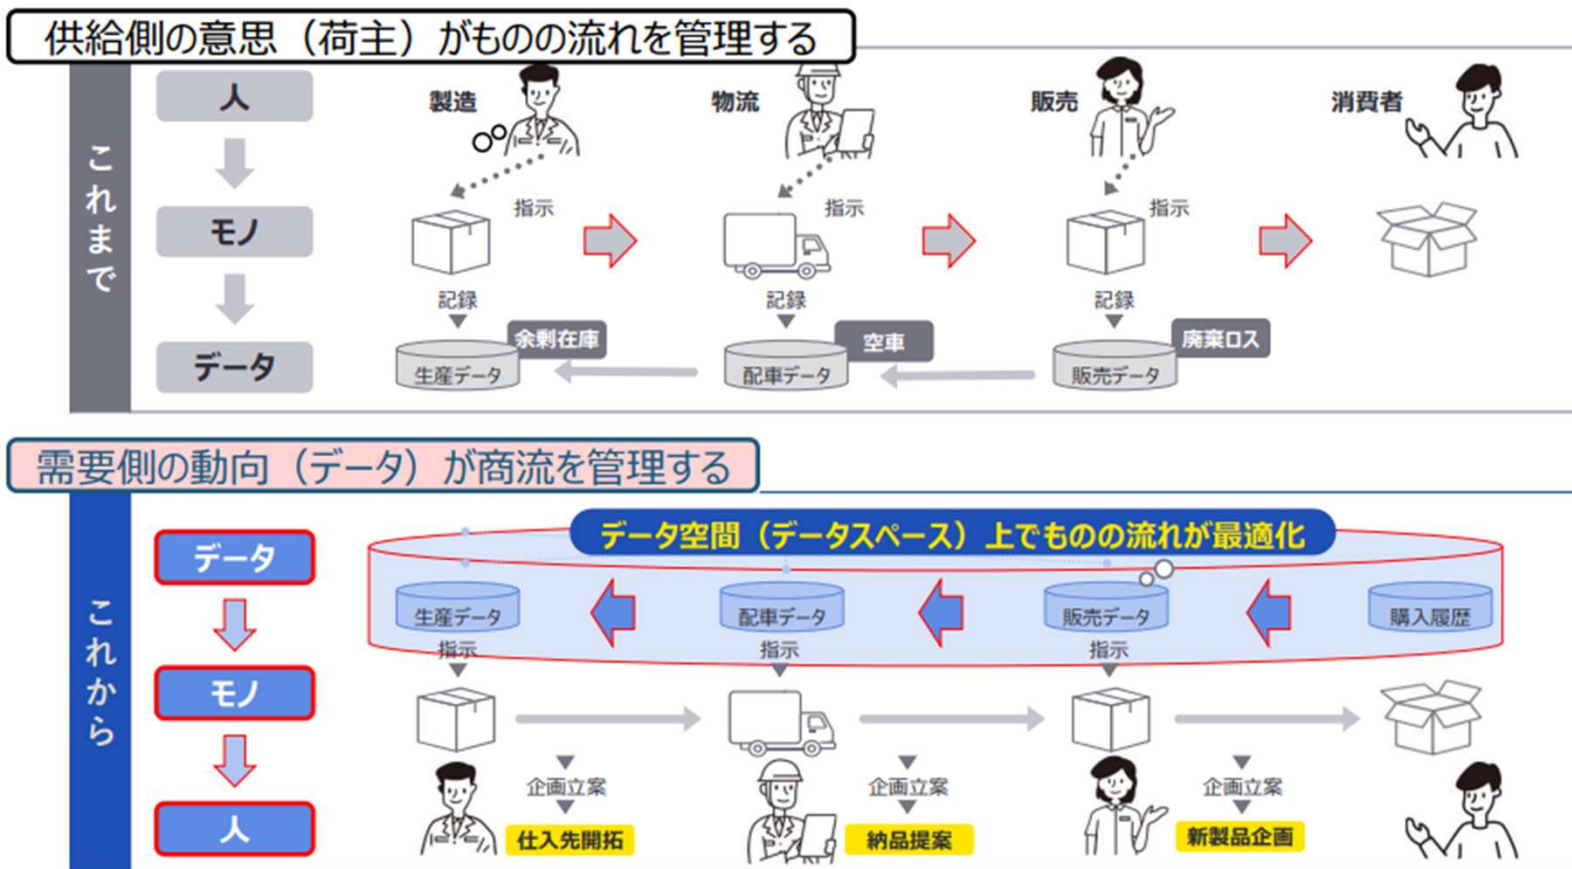 供給側の意思（荷主）がものの流れを管理する
これまで
人
製造
物流
販売
消費者
モノ
指示
指示
指示
記録
記録
記録
データ
余剰在庫
空車
廃棄ロス
生産データ
配車データ
販売データ
需要側の動向（データ）が商流を管理する
これから
データ空間（データスペース）上でものの流れが最適化
データ
生産データ
配車データ
販売データ
購入履歴
指示
指示
指示
モノ
企画立案
企画立案
企画立案
人
仕入先開拓
納品提案
新製品企画